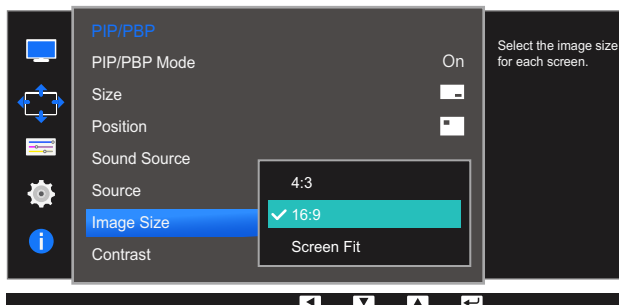 PIP/PBP
PIP/PBP Mode On
Size
Position
Sound Source
Source
Image Size
Contrast
4:3
16:9
Screen Fit
Select the image size
for each screen.